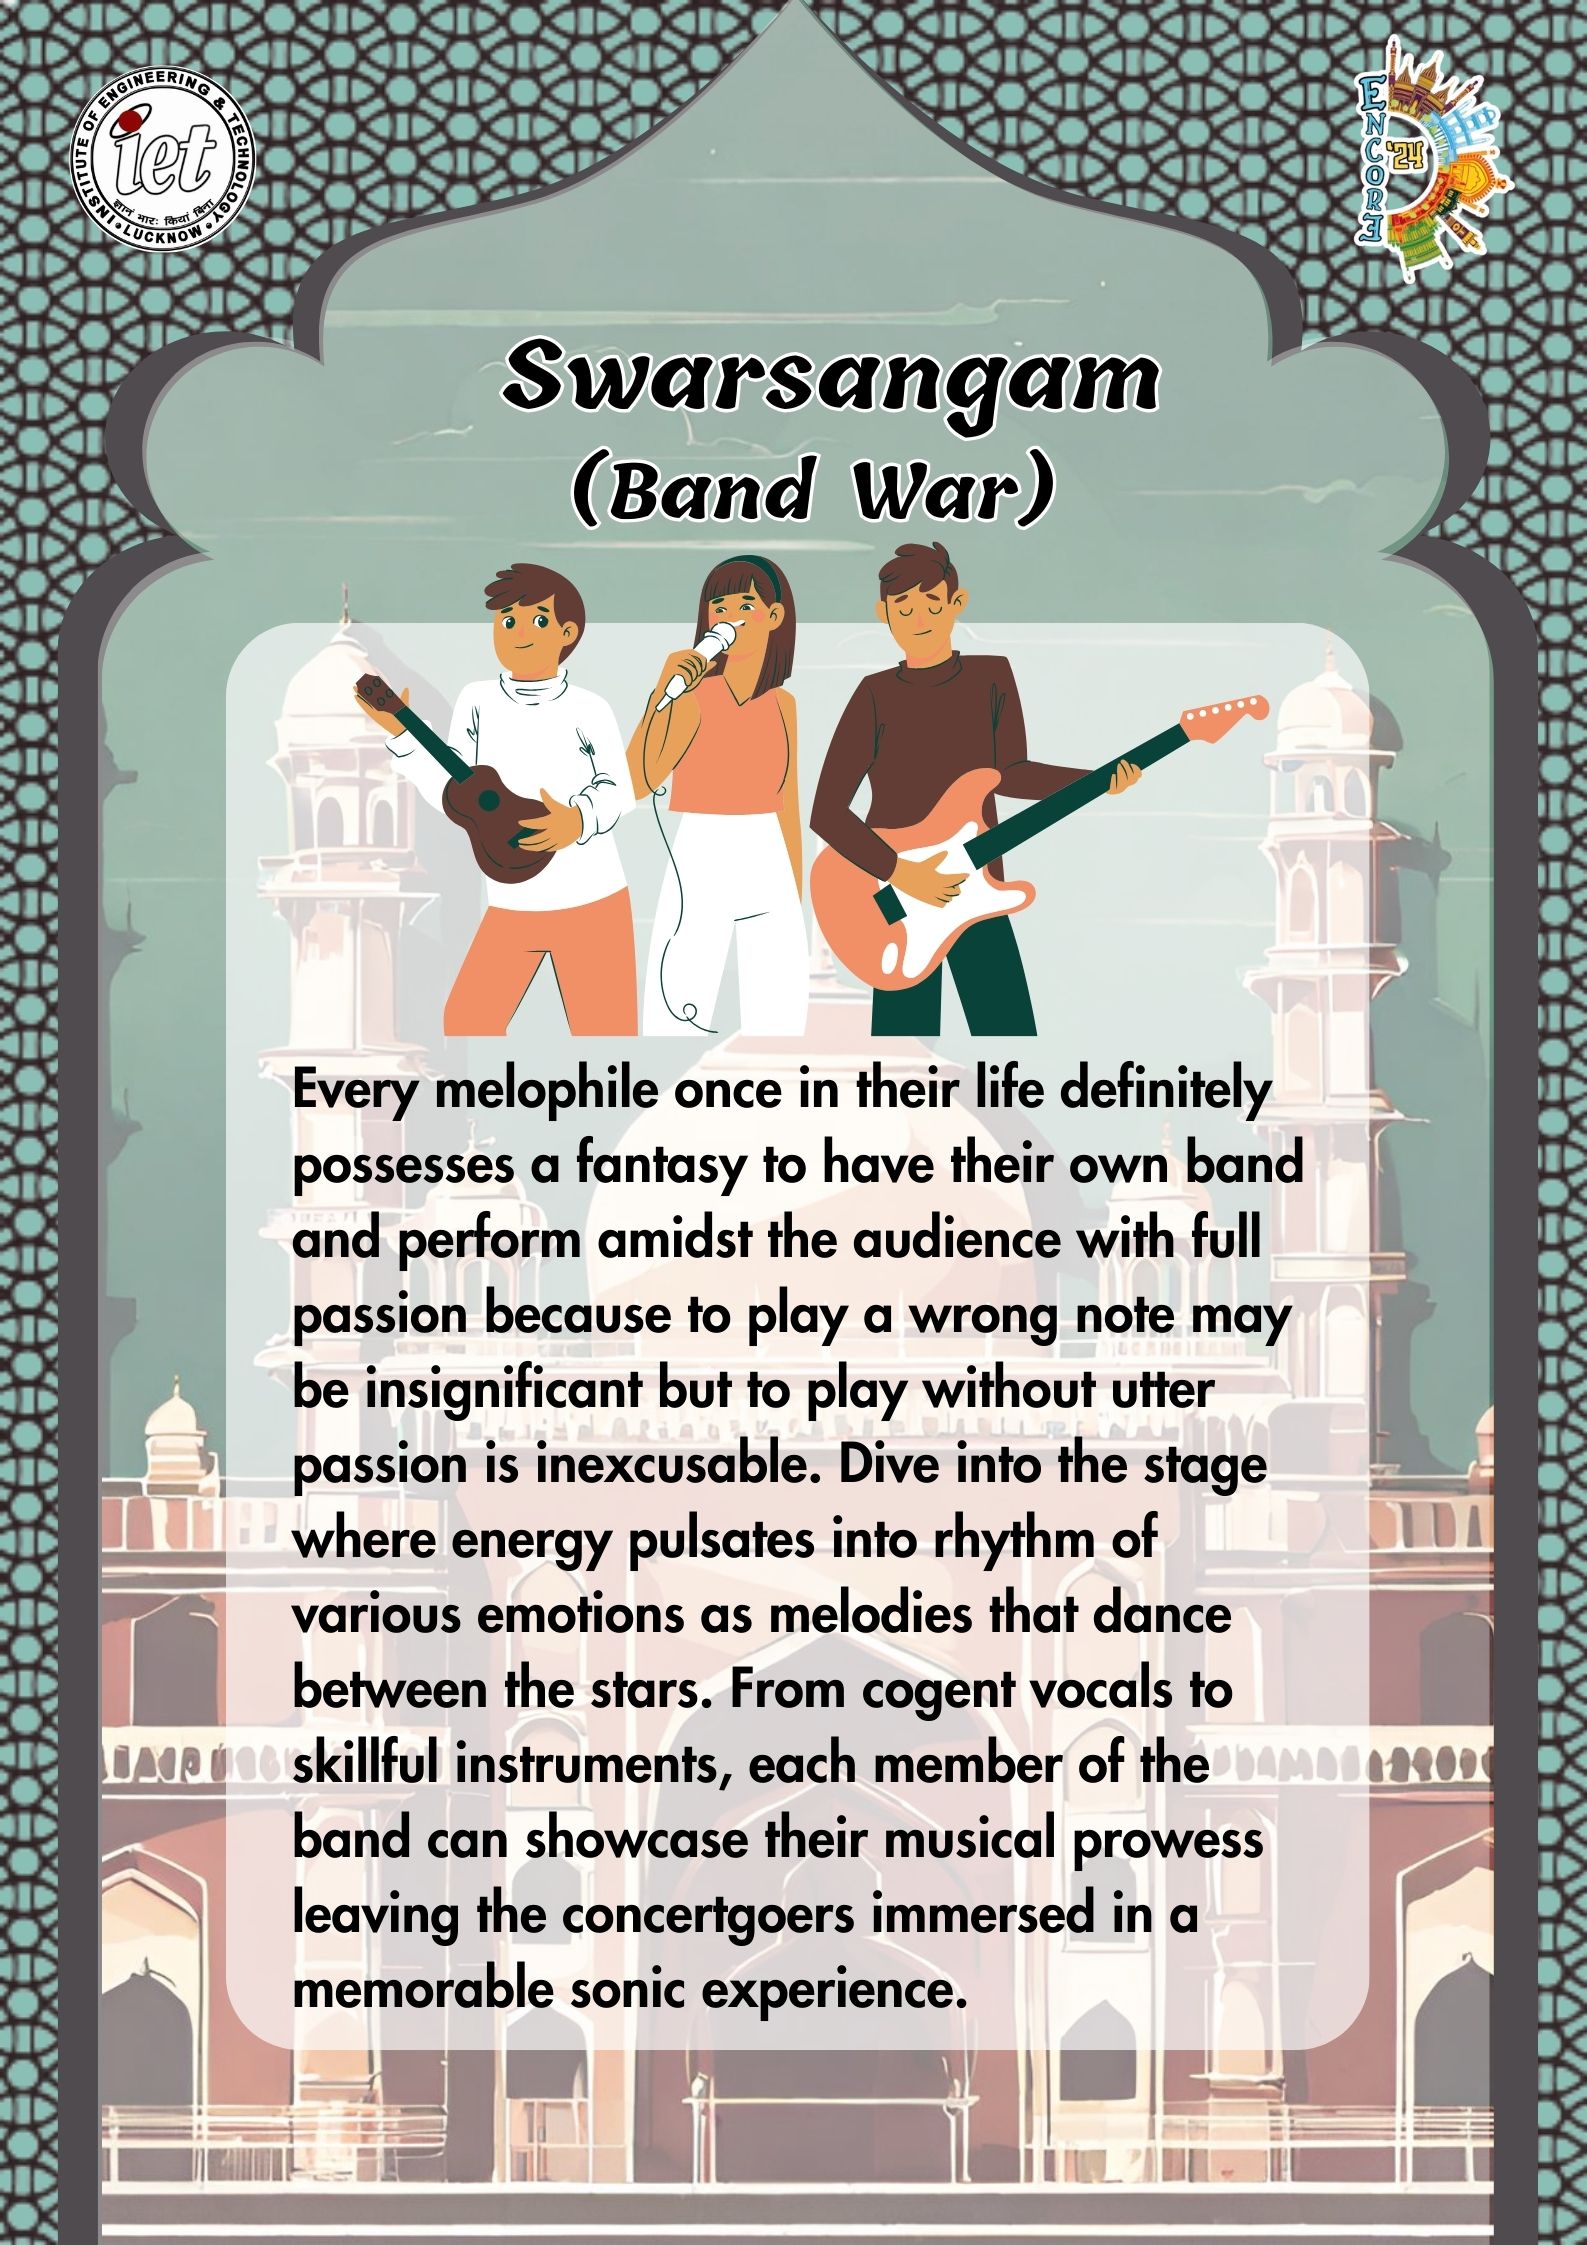 INSTITUTE OF ENGINEERING & TECHNOLOGY
iet
LUCKNOW
ENCORE
'24
Swarsangam
(Band War)
Every melophile once in their life definitely
possesses a fantasy to have their own band
and perform amidst the audience with full
passion because to play a wrong note may
be insignificant but to play without utter
passion is inexcusable. Dive into the stage
where energy pulsates into rhythm of
various emotions as melodies that dance
between the stars. From cogent vocals to
skillful instruments, each member of the
band can showcase their musical prowess
leaving the concertgoers immersed in a
memorable sonic experience.